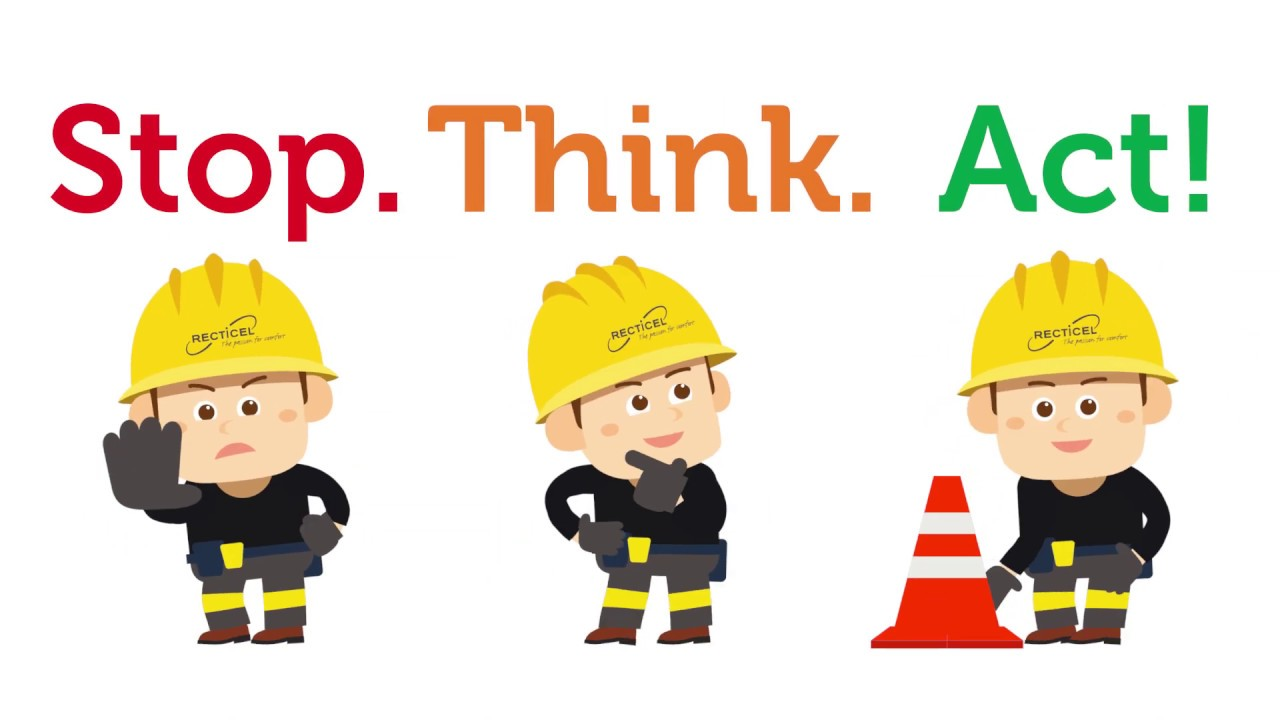 Stop. Think. Act!
RECTICEL
The passion for comfort
RECTICEL
The passion for comfort
RECTICEL
The passion for comfort